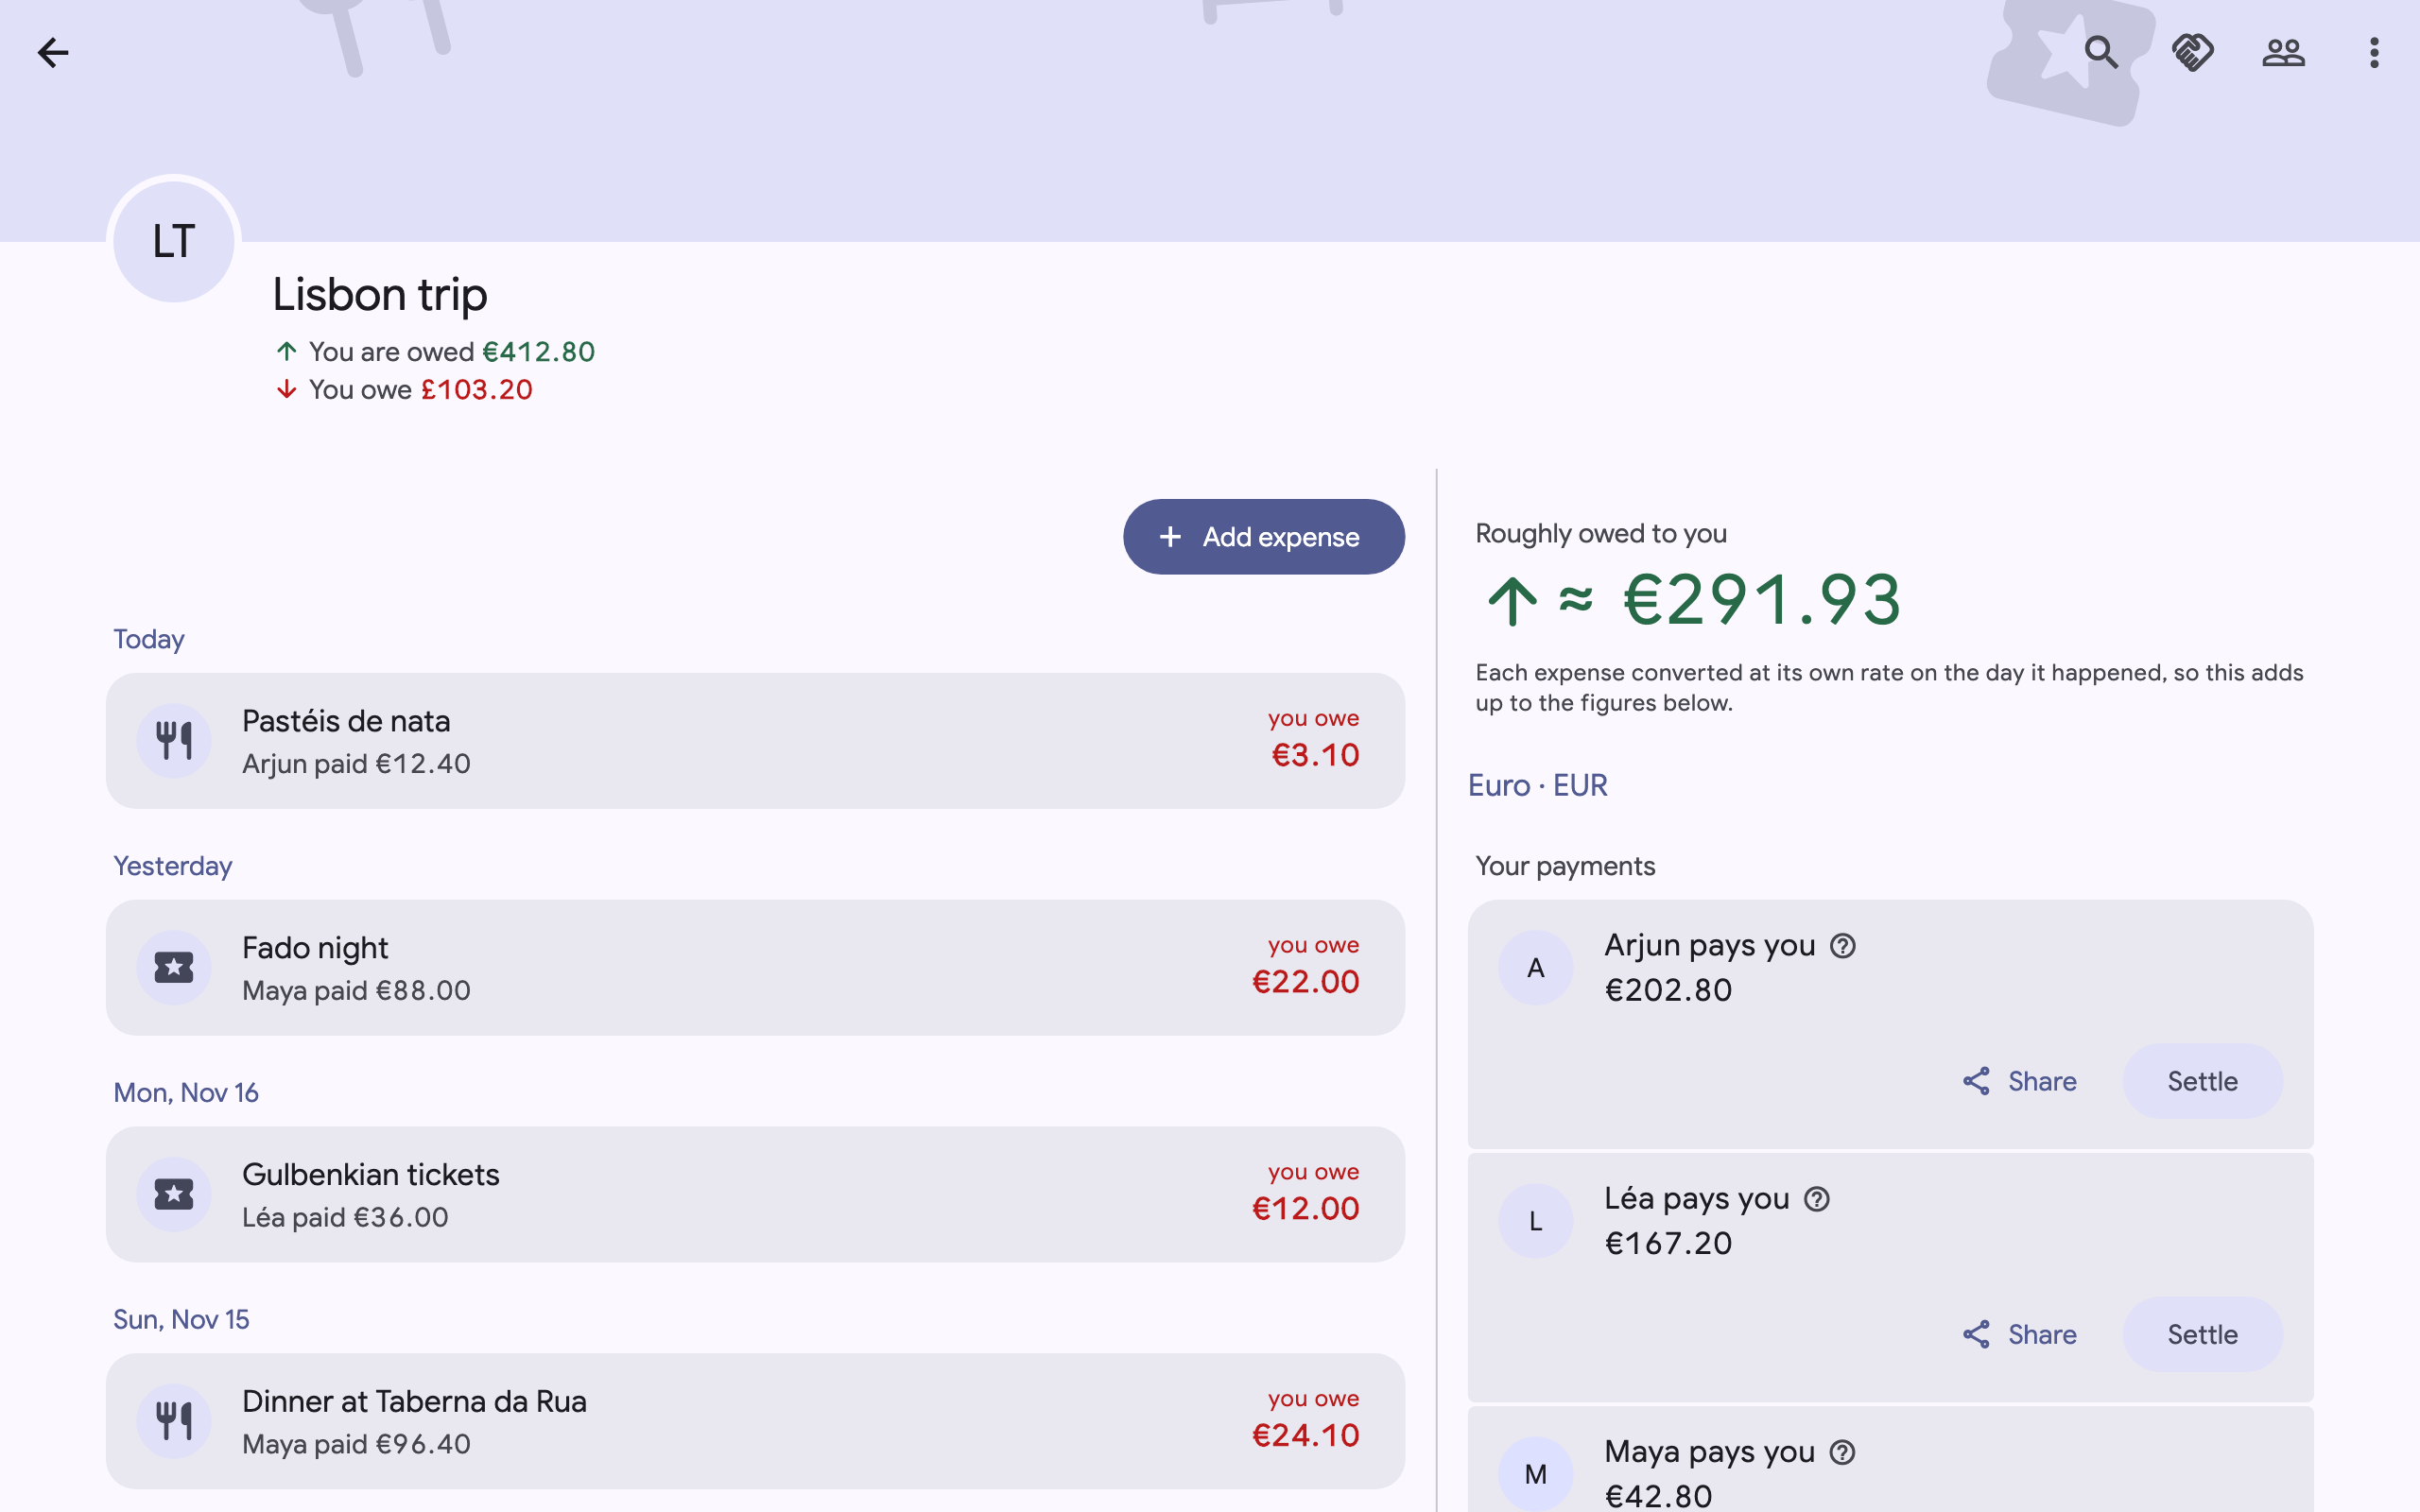 LT
Lisbon trip
You are owed €412.80
You owe £103.20
Add expense
Today
Pastéis de nata
Arjun paid €12.40
you owe
€3.10
Yesterday
Fado night
Maya paid €88.00
you owe
€22.00
Mon, Nov 16
Gulbenkian tickets
Léa paid €36.00
you owe
€12.00
Sun, Nov 15
Dinner at Taberna da Rua
Maya paid €96.40
you owe
€24.10
Roughly owed to you
≈ €291.93
Each expense converted at its own rate on the day it happened, so this adds
up to the figures below.
Euro · EUR
Your payments
A
Arjun pays you
€202.80
Share
Settle
L
Léa pays you
€167.20
Share
Settle
M
Maya pays you
€42.80